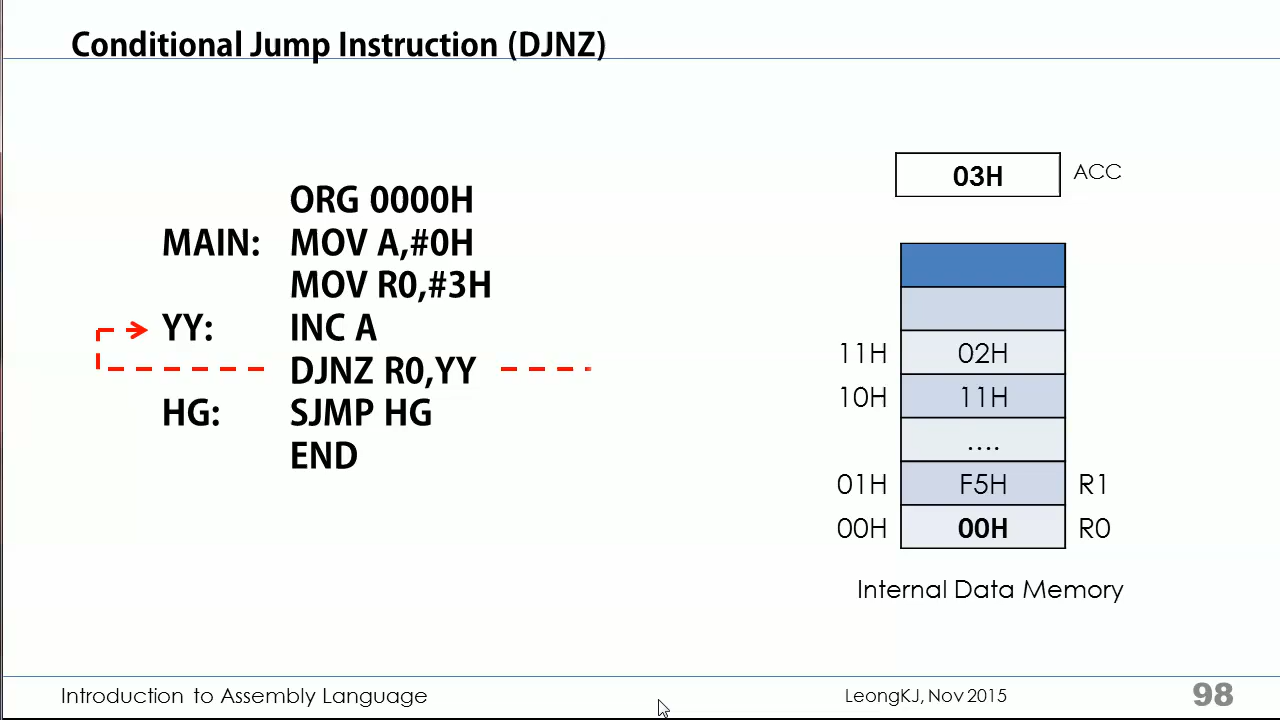 Conditional Jump Instruction (DJNZ)
ORG 0000H
MAIN: MOV A,#0H
MOV R0,#3H
YY: INC A
DJNZ R0,YY
HG: SJMP HG
END
03H ACC
11H 02H
10H 11H
....
01H F5H R1
00H 00H R0
Internal Data Memory
Introduction to Assembly Language
LeongKJ, Nov 2015
98